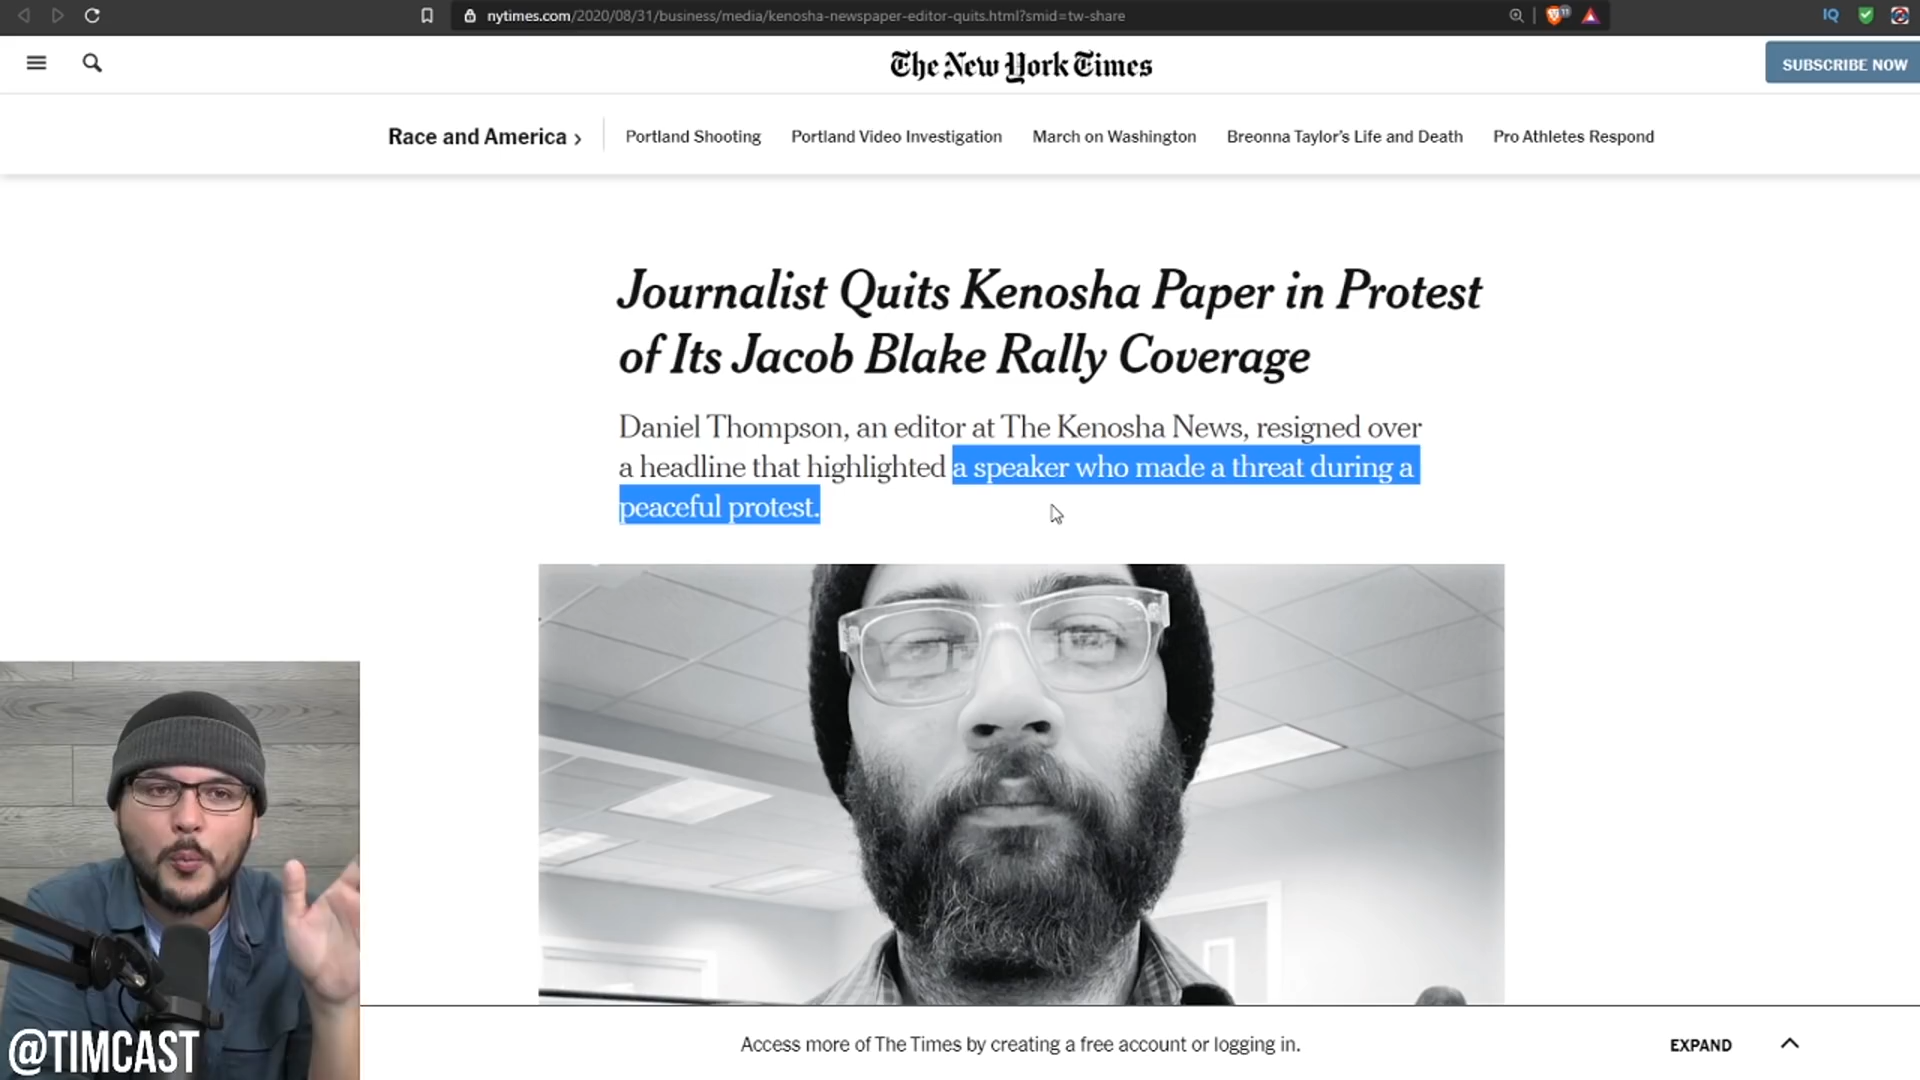 nytimes.com/2020/08/31/business/media/kenosha-newspaper-editor-quits.html?smid=tw-share
11
IQ
The New York Times
SUBSCRIBE NOW
Race and America >
Portland Shooting
Portland Video Investigation
March on Washington
Breonna Taylor's Life and Death
Pro Athletes Respond
Journalist Quits Kenosha Paper in Protest
of Its Jacob Blake Rally Coverage
Daniel Thompson, an editor at The Kenosha News, resigned over
a headline that highlighted a speaker who made a threat during a
peaceful protest.
@TIMCAST
Access more of The Times by creating a free account or logging in.
EXPAND